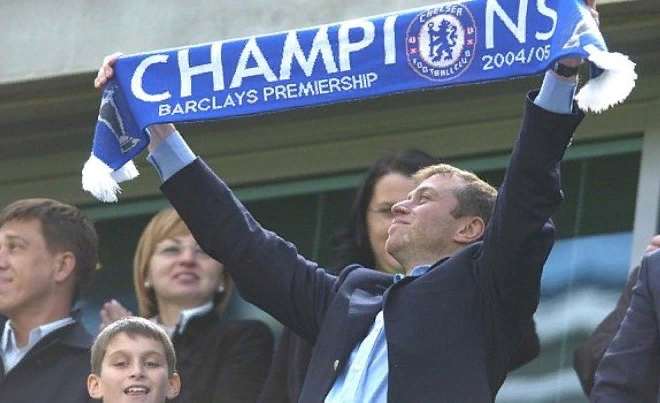 CHAMPIONS
BARCLAYS PREMIERSHIP
CHELSEA
FOOTBALL CLUB
2004/05